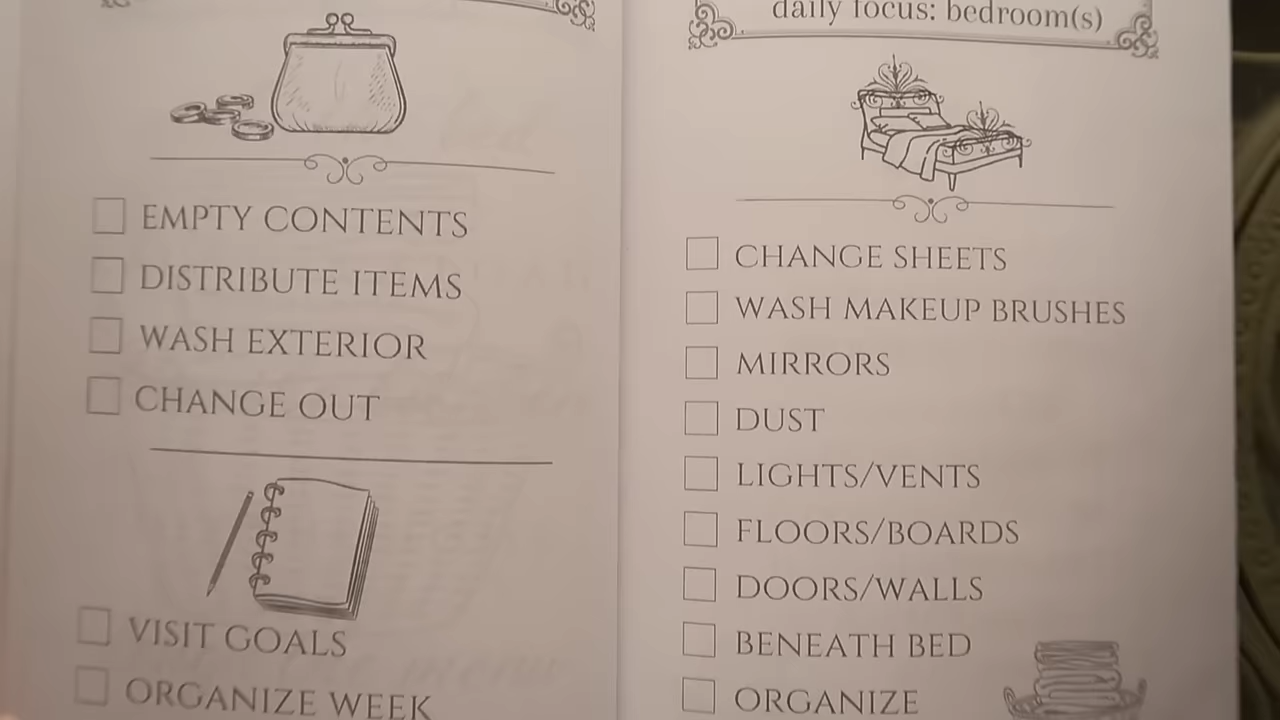 EMPTY CONTENTS
DISTRIBUTE ITEMS
WASH EXTERIOR
CHANGE OUT
VISIT GOALS
ORGANIZE WEEK
daily focus: bedroom(s)
CHANGE SHEETS
WASH MAKEUP BRUSHES
MIRRORS
DUST
LIGHTS/VENTS
FLOORS/BOARDS
DOORS/WALLS
BENEATH BED
ORGANIZE